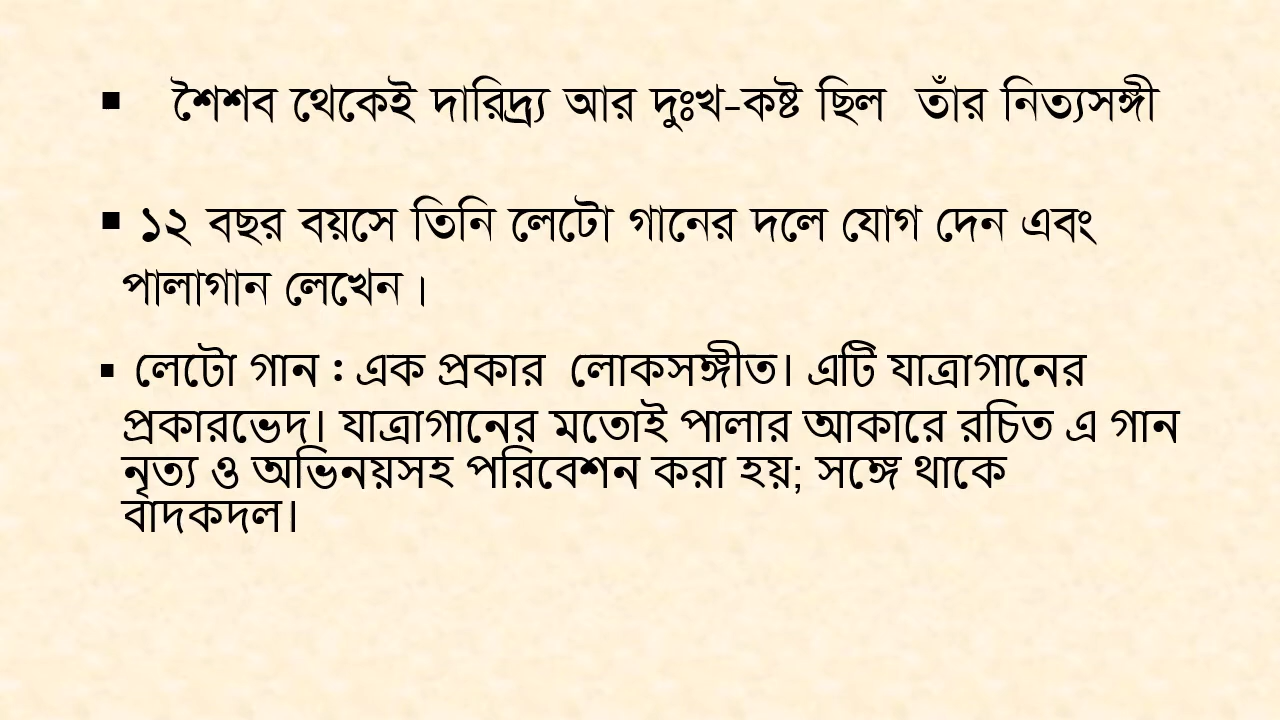 ▪ শৈশব থেকেই দারিদ্র্য আর দুঃখ-কষ্ট ছিল তাঁর নিত্যসঙ্গী
▪ ১২ বছর বয়সে তিনি লেটো গানের দলে যোগ দেন এবং
পালাগান লেখেন।
▪ লেটো গান : এক প্রকার লোকসঙ্গীত। এটি যাত্রাগানের
প্রকারভেদ। যাত্রাগানের মতোই পালার আকারে রচিত এ গান
নৃত্য ও অভিনয়সহ পরিবেশন করা হয়; সঙ্গে থাকে
বাদকদল।